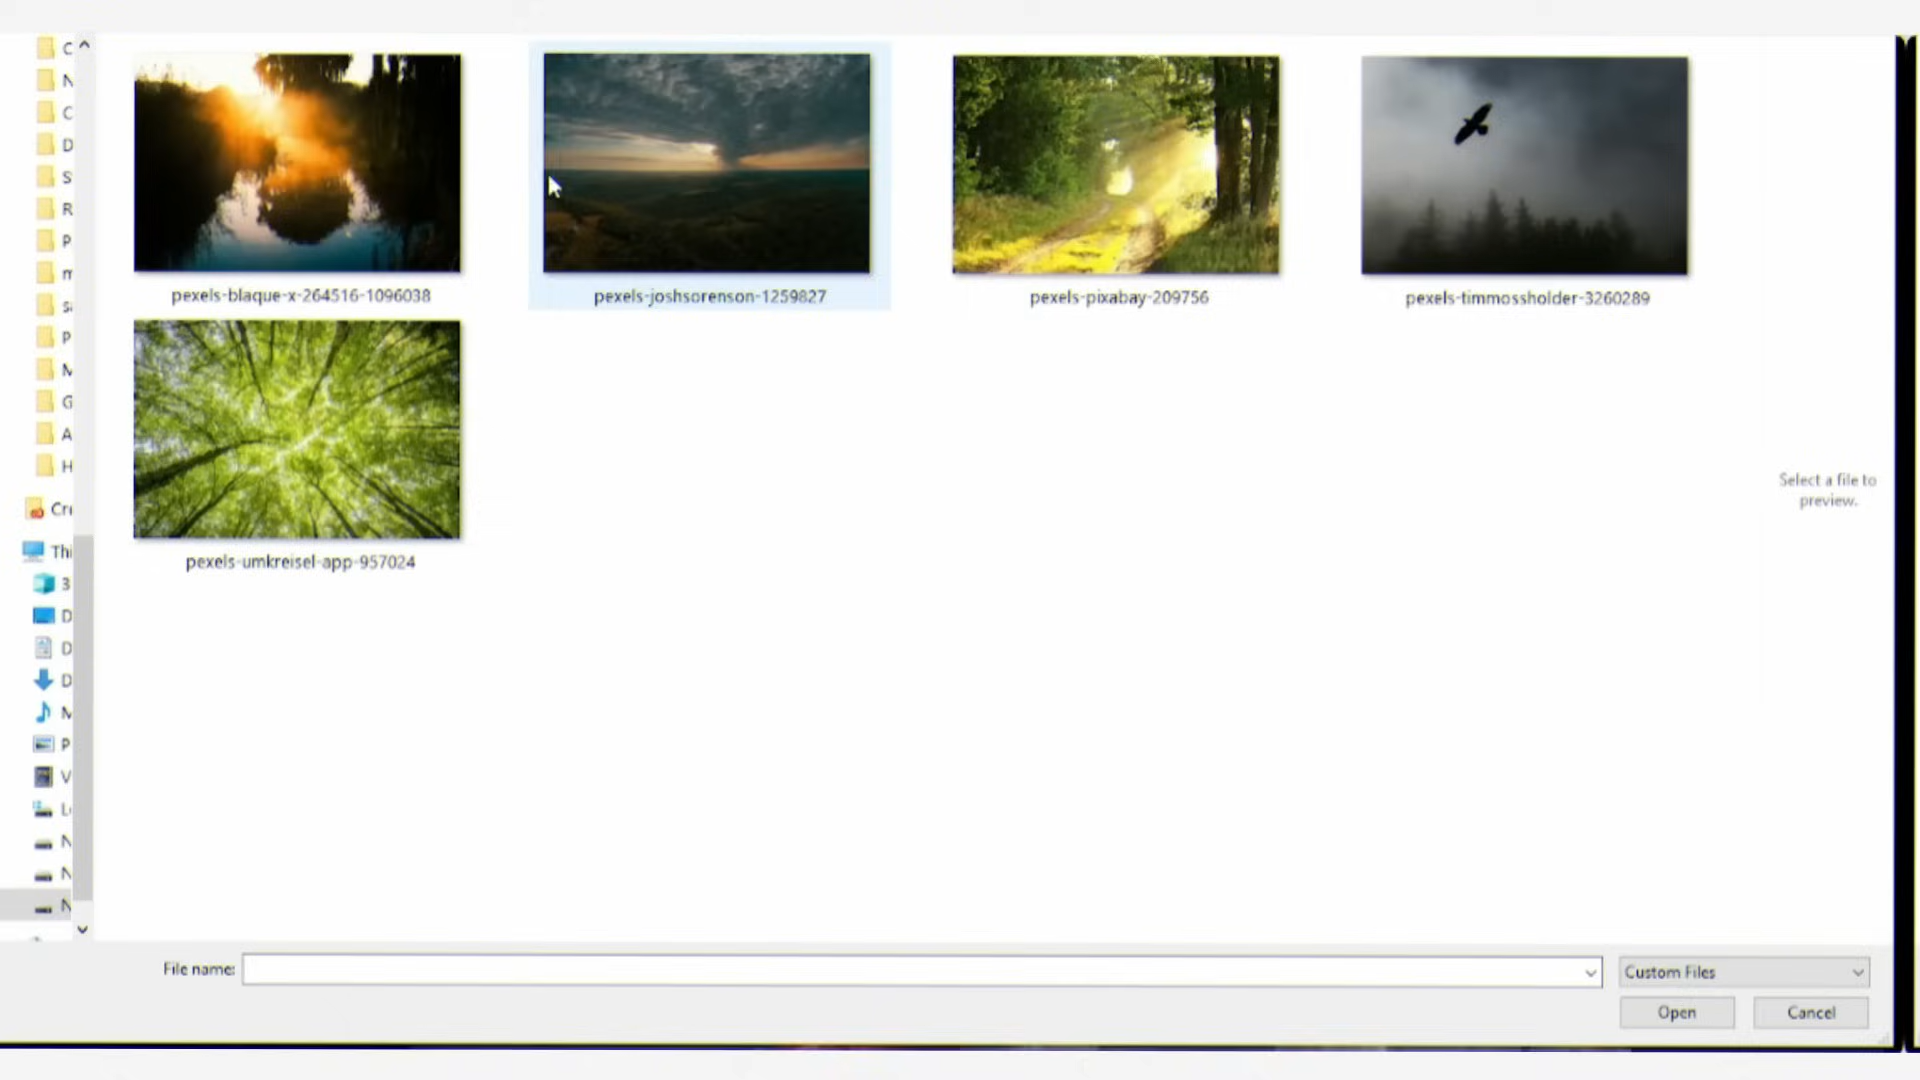 pexels-blaque-x-264516-1096038
pexels-joshsorenson-1259827
pexels-pixabay-209756
pexels-timmossholder-3260289
pexels-umkreisel-app-957024
Select a file to
preview.
File name:
Custom Files
Open
Cancel